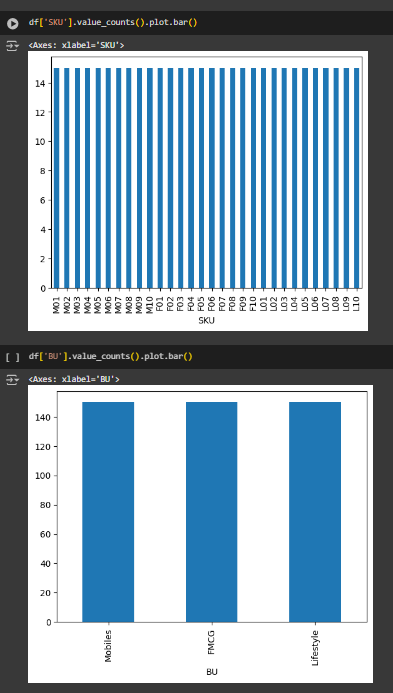 df['SKU'].value_counts().plot.bar()
<Axes: xlabel='SKU'>
14
12
10
8
6
4
2
0
M01 M02 M03 M04 M05 M06 M07 M08 M09 M10 F01 F02 F03 F04 F05 F06 F07 F08 F09 F10 L01 L02 L03 L04 L05 L06 L07 L08 L09 L10
SKU
[ ] df['BU'].value_counts().plot.bar()
<Axes: xlabel='BU'>
140
120
100
80
60
40
20
0
Mobiles FMCG Lifestyle
BU